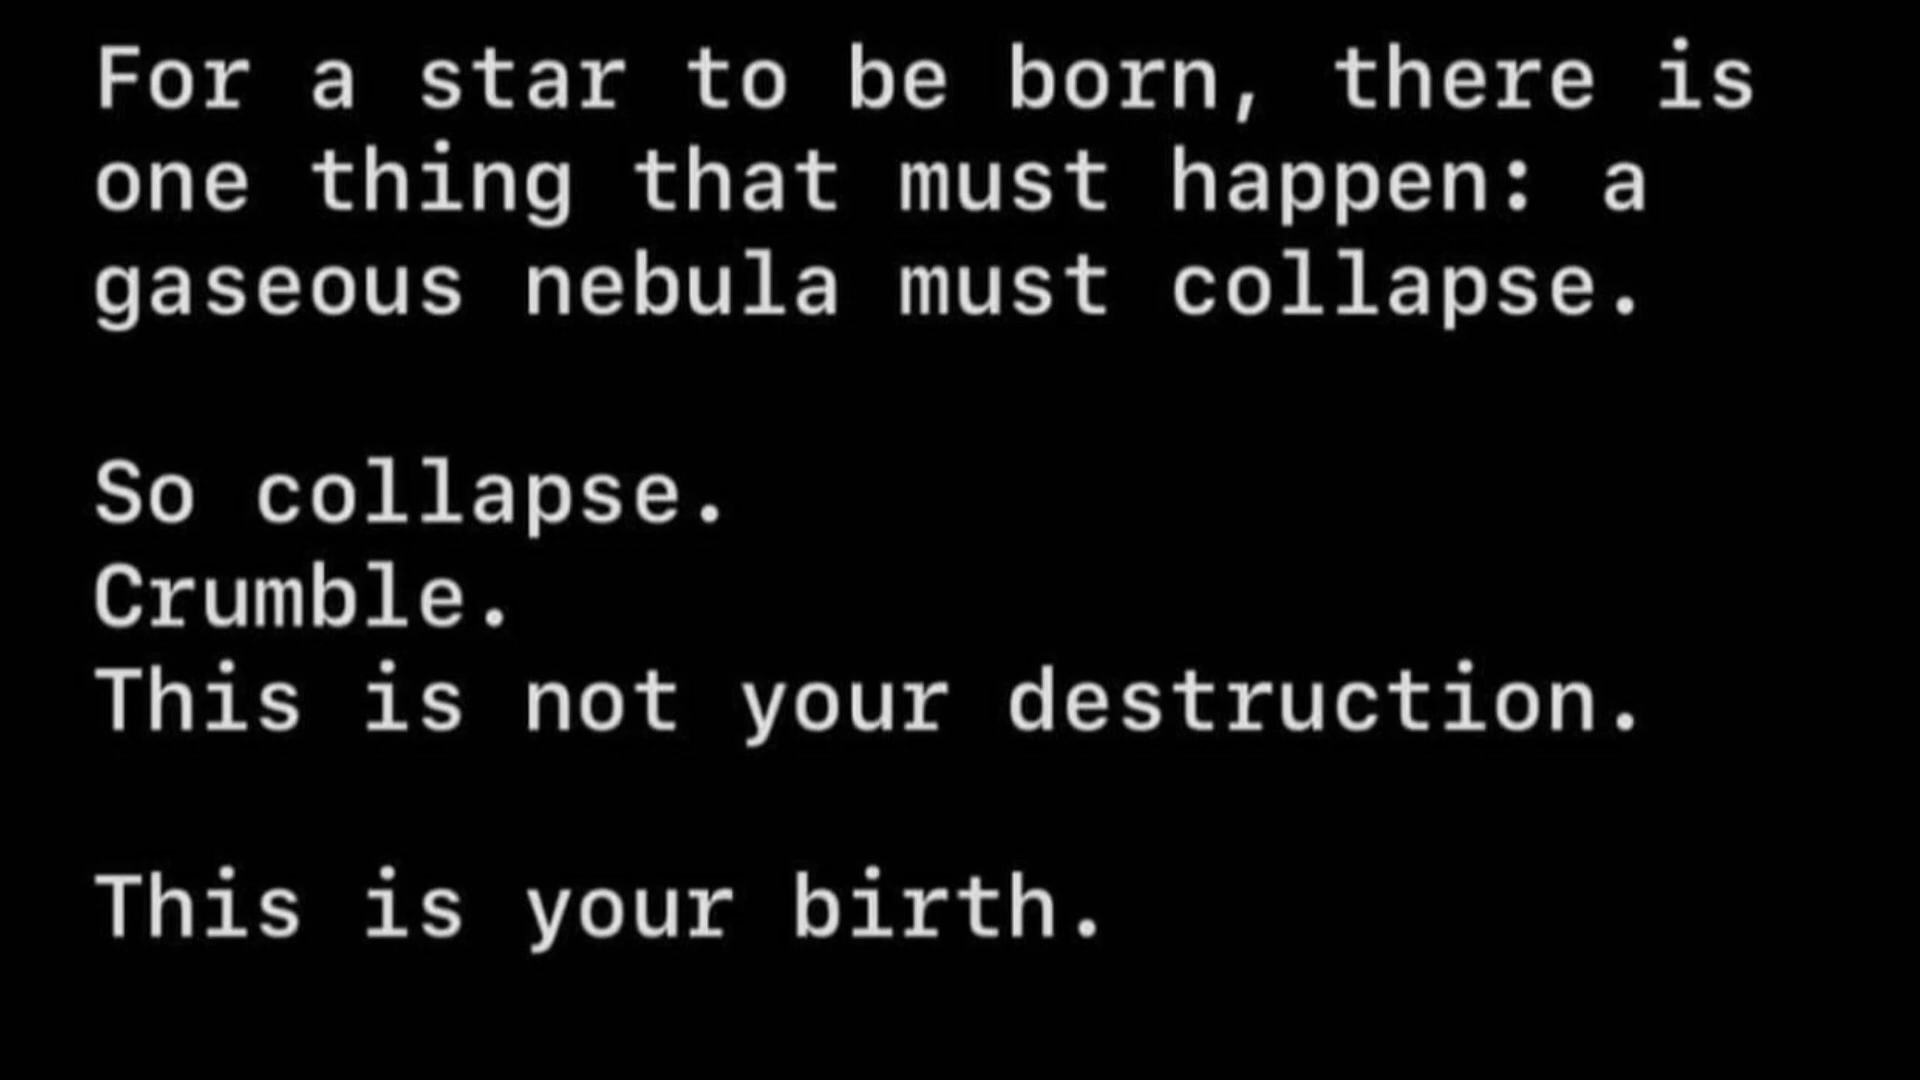 For a star to be born, there is
one thing that must happen: a
gaseous nebula must collapse.
So collapse.
Crumble.
This is not your destruction.
This is your birth.